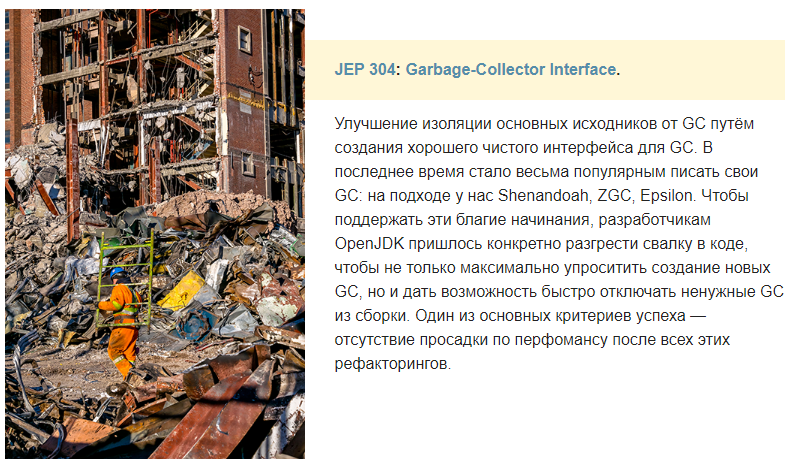 JEP 304: Garbage-Collector Interface.
Улучшение изоляции основных исходников от GC путём
создания хорошего чистого интерфейса для GC. В
последнее время стало весьма популярным писать свои
GC: на подходе у нас Shenandoah, ZGC, Epsilon. Чтобы
поддержать эти благие начинания, разработчикам
OpenJDK пришлось конкретно разгрести свалку в коде,
чтобы не только максимально упроситить создание новых
GC, но и дать возможность быстро отключать ненужные GC
из сборки. Один из основных критериев успеха —
отсутствие просадки по перфомансу после всех этих
рефакторингов.